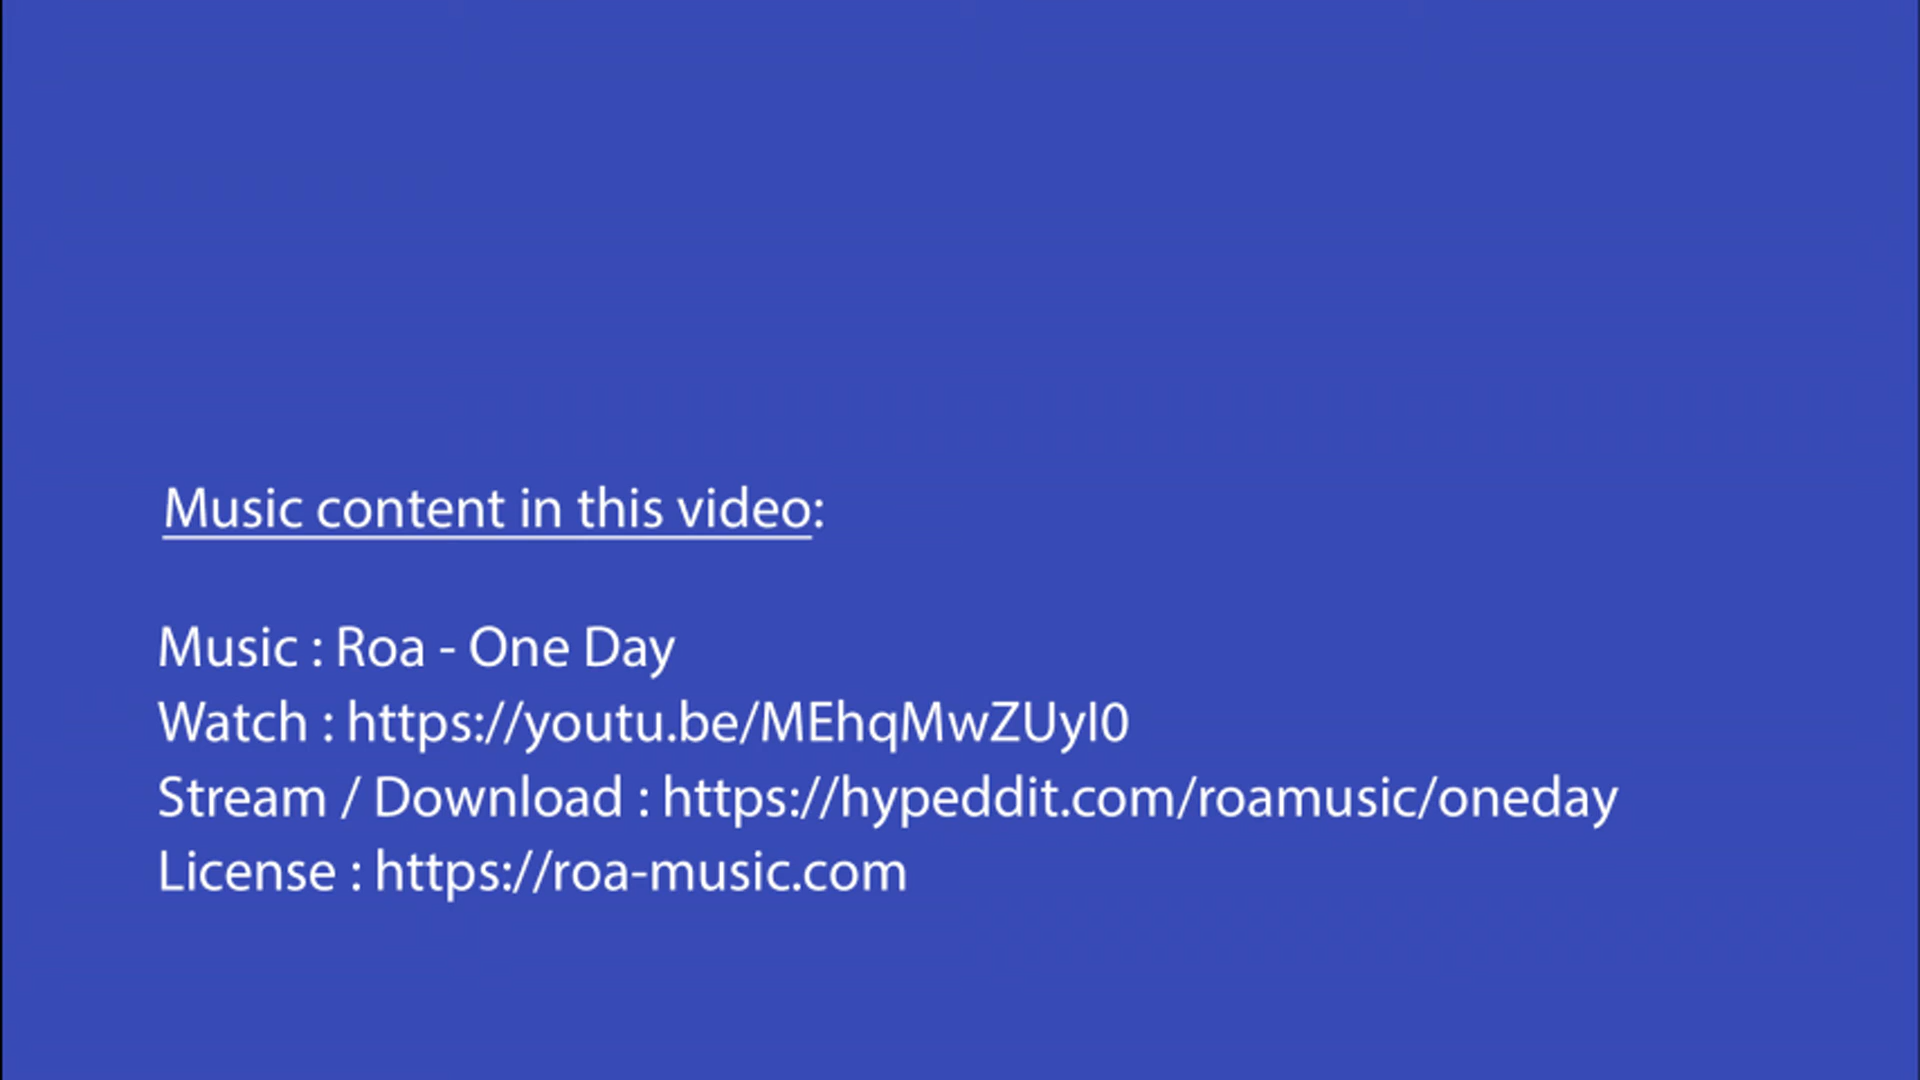 Music content in this video:
Music : Roa - One Day
Watch : https://youtu.be/MEhqMwZUyI0
Stream / Download : https://hypeddit.com/roamusic/oneday
License : https://roa-music.com